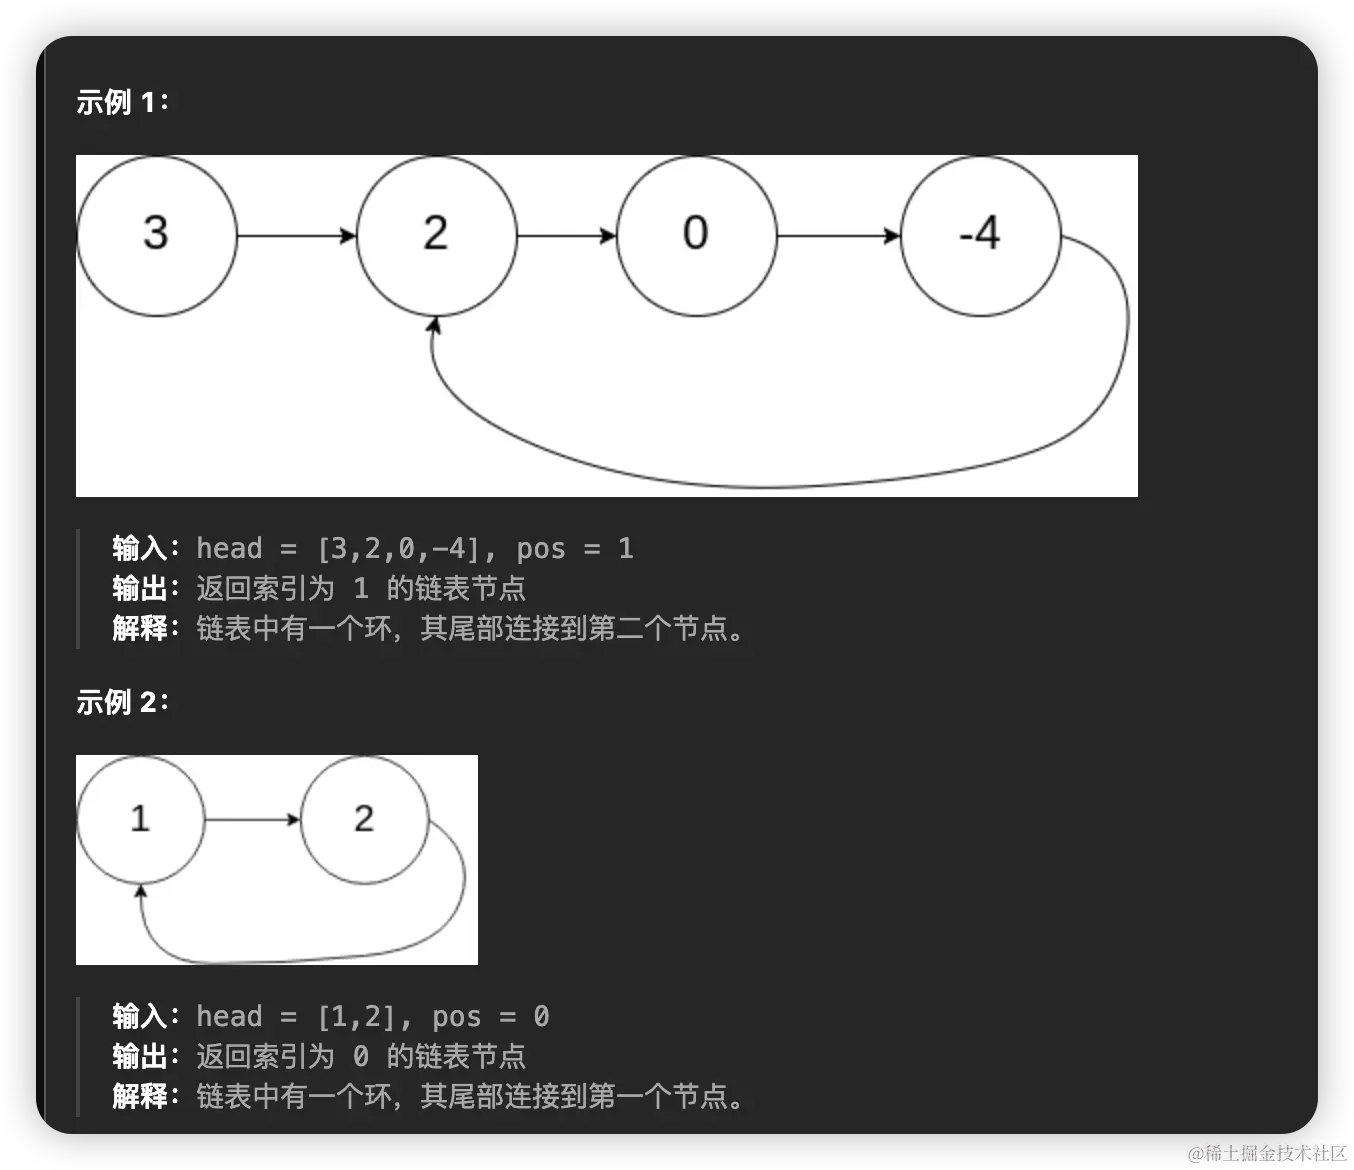 示例 1：
3 2 0 -4
输入：head = [3,2,0,-4], pos = 1
输出：返回索引为 1 的链表节点
解释：链表中有一个环，其尾部连接到第二个节点。
示例 2：
1 2
输入：head = [1,2], pos = 0
输出：返回索引为 0 的链表节点
解释：链表中有一个环，其尾部连接到第一个节点。
@稀土掘金技术社区